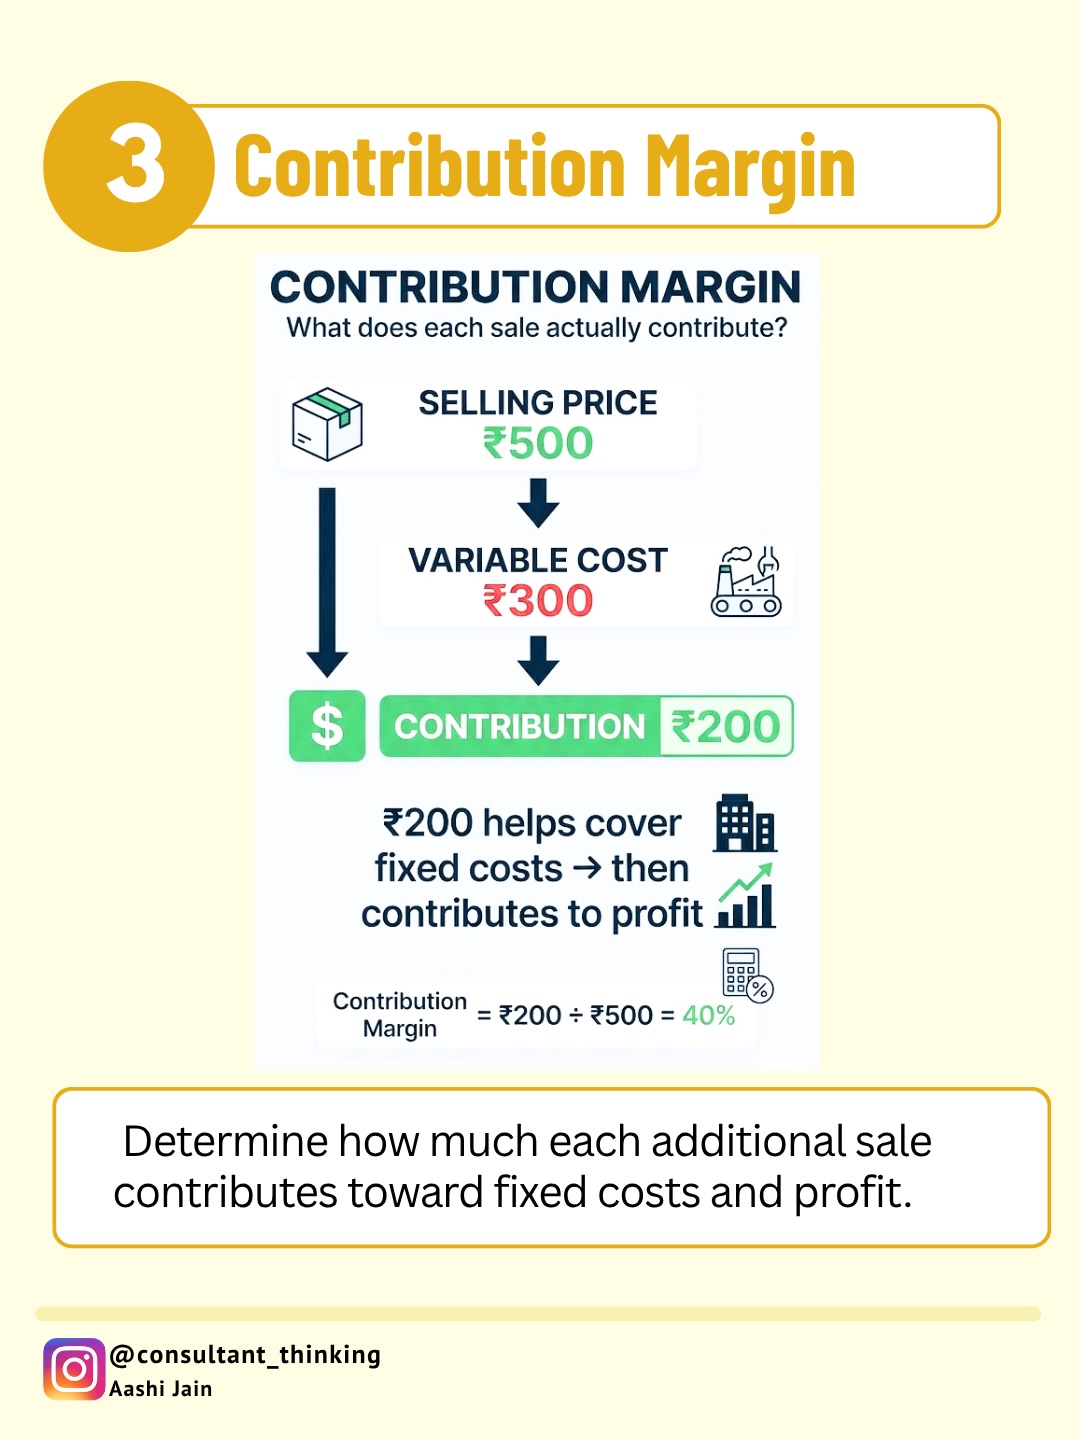 3
Contribution Margin
CONTRIBUTION MARGIN
What does each sale actually contribute?
SELLING PRICE
₹500
VARIABLE COST
₹300
$
CONTRIBUTION ₹200
₹200 helps cover
fixed costs → then
contributes to profit
%
Contribution
Margin
= ₹200 ÷ ₹500 = 40%
Determine how much each additional sale
contributes toward fixed costs and profit.
@consultant_thinking
Aashi Jain